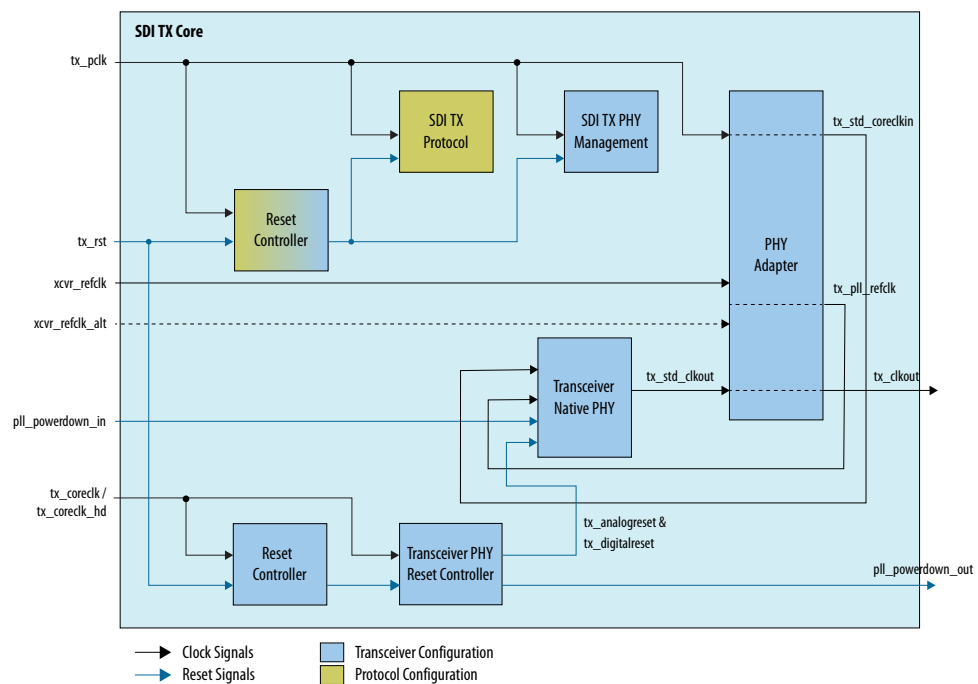 SDI TX Core
tx_pclk
SDI TX
Protocol
SDI TX PHY
Management
tx_std_coreclkin
Reset
Controller
tx_rst
PHY
Adapter
xcvr_refclk
tx_pll_refclk
xcvr_refclk_alt
Transceiver
Native PHY
tx_std_clkout
tx_clkout
pll_powerdown_in
tx_coreclk /
tx_coreclk_hd
tx_analogreset &
tx_digitalreset
Reset
Controller
Transceiver PHY
Reset Controller
pll_powerdown_out
Clock Signals
Transceiver Configuration
Reset Signals
Protocol Configuration